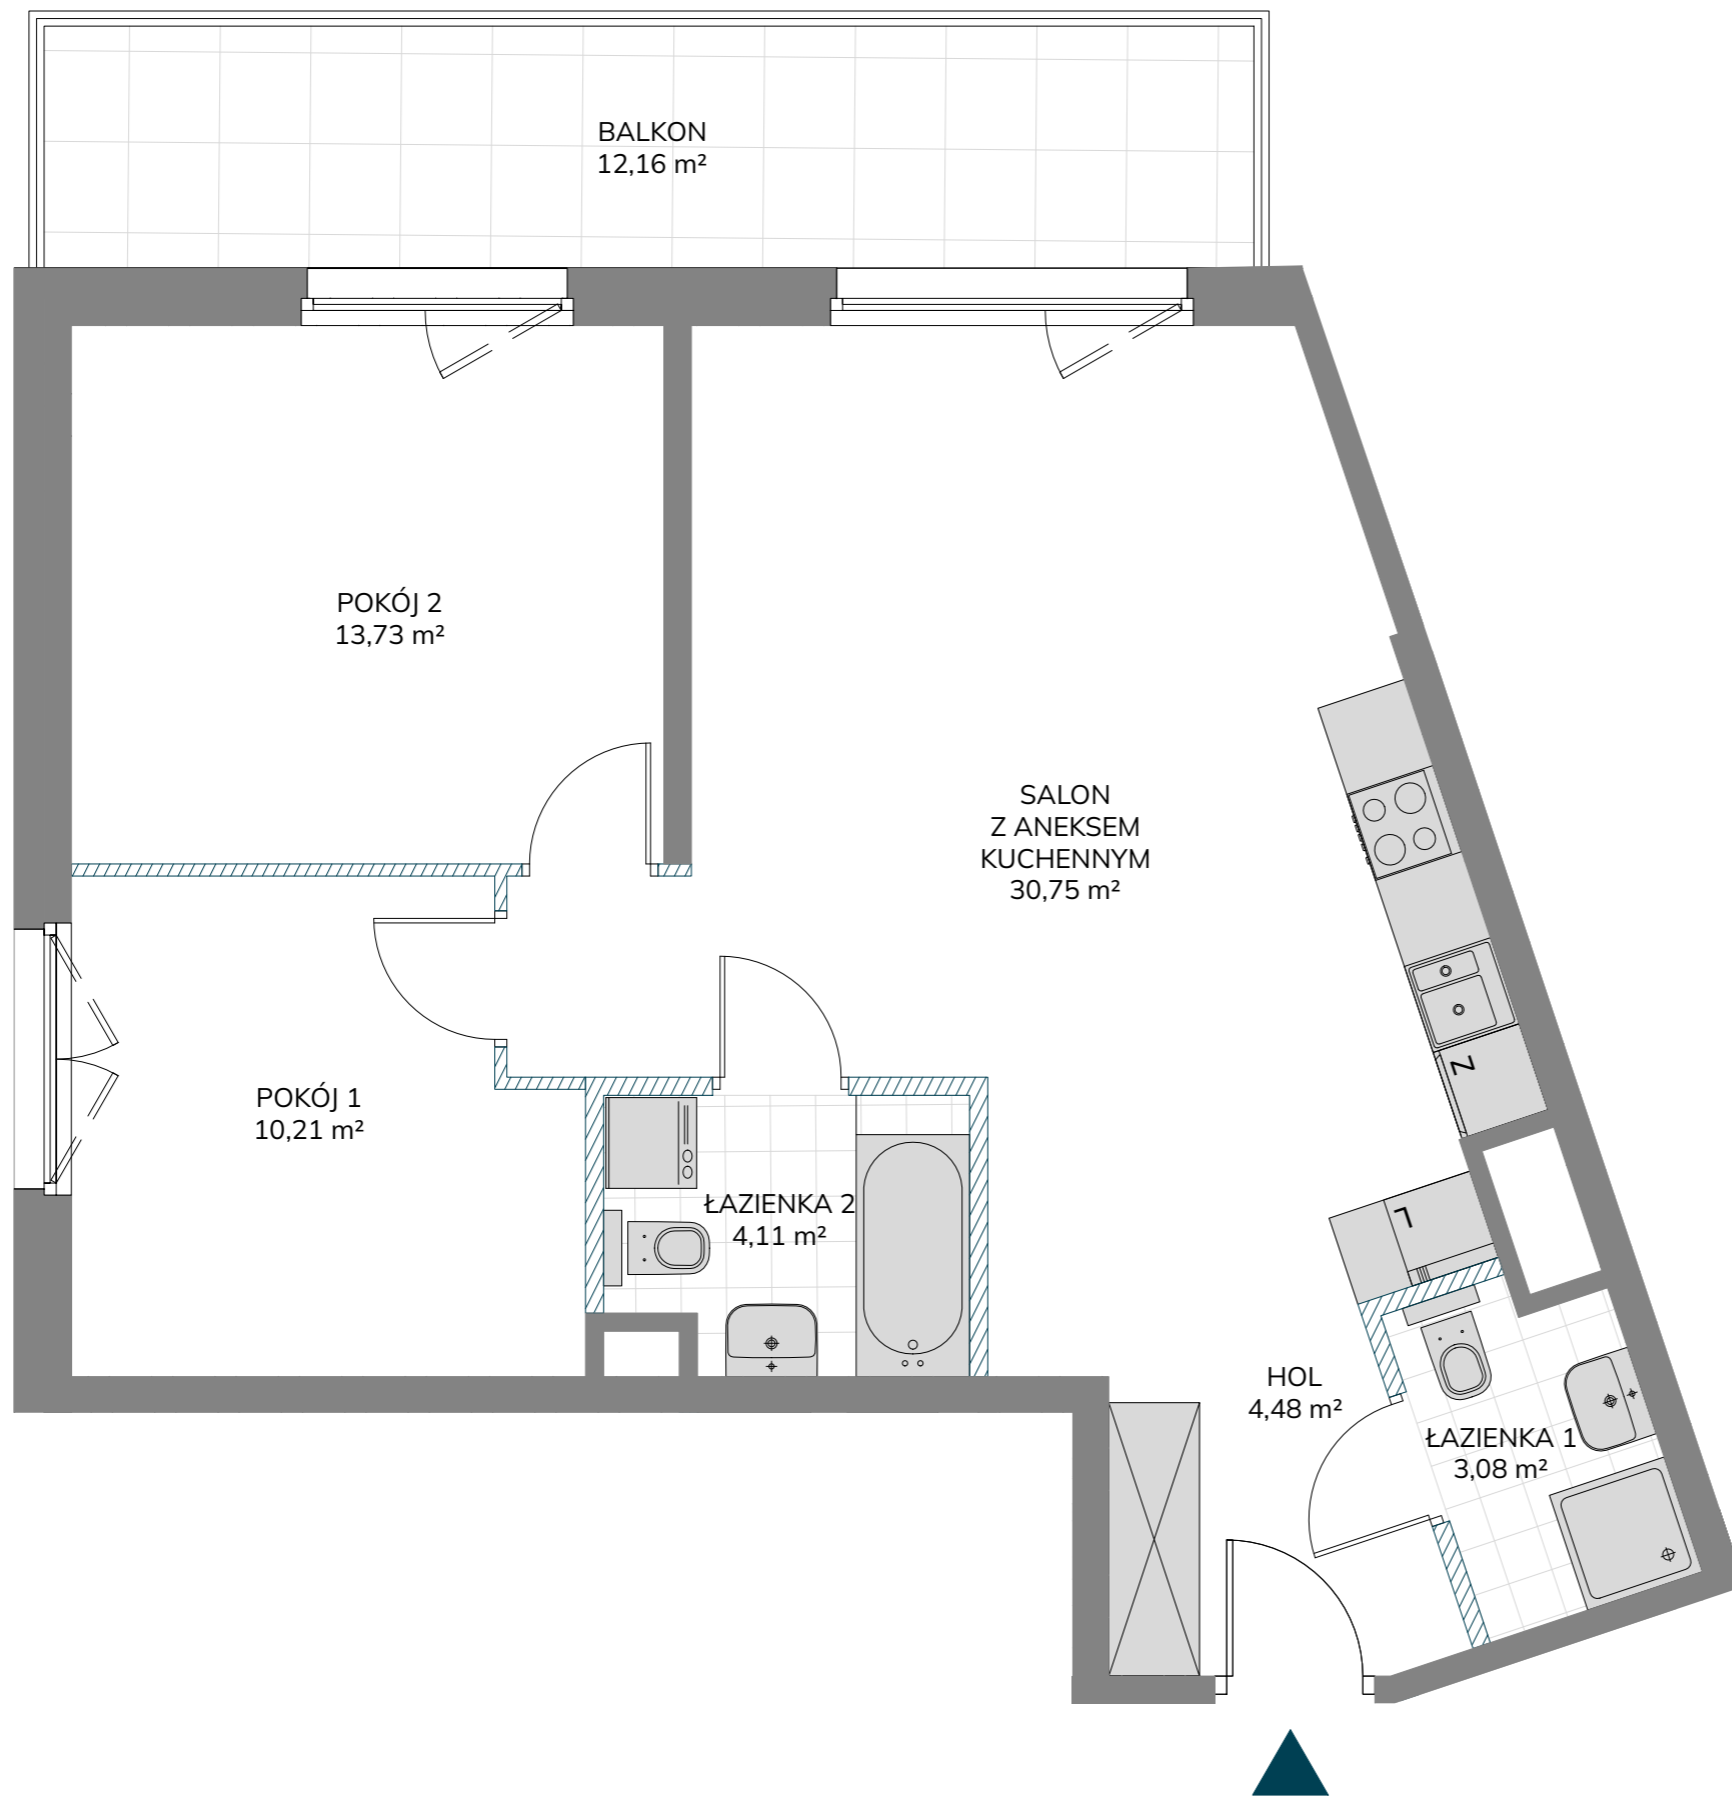 BALKON
12,16 m²
POKÓJ 2
13,73 m²
SALON
Z ANEKSEM
KUCHENNYM
30,75 m²
Z
POKÓJ 1
10,21 m²
ŁAZIENKA 2
4,11 m²
L
HOL
4,48 m²
ŁAZIENKA 1
3,08 m²